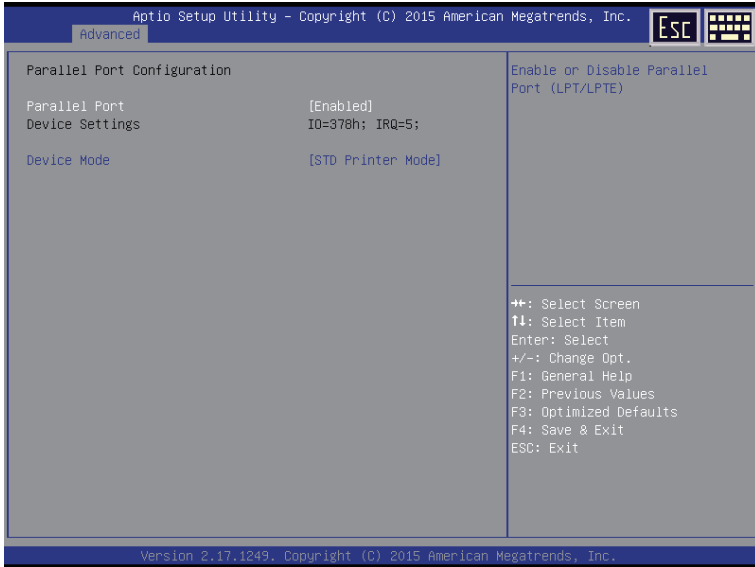 Aptio Setup Utility – Copyright (C) 2015 American Megatrends, Inc.
Esc
Advanced
Parallel Port Configuration
Parallel Port [Enabled]
Device Settings IO=378h; IRQ=5;
Device Mode [STD Printer Mode]
Enable or Disable Parallel
Port (LPT/LPTE)
→←: Select Screen
↑↓: Select Item
Enter: Select
+/-: Change Opt.
F1: General Help
F2: Previous Values
F3: Optimized Defaults
F4: Save & Exit
ESC: Exit
Version 2.17.1249. Copyright (C) 2015 American Megatrends, Inc.